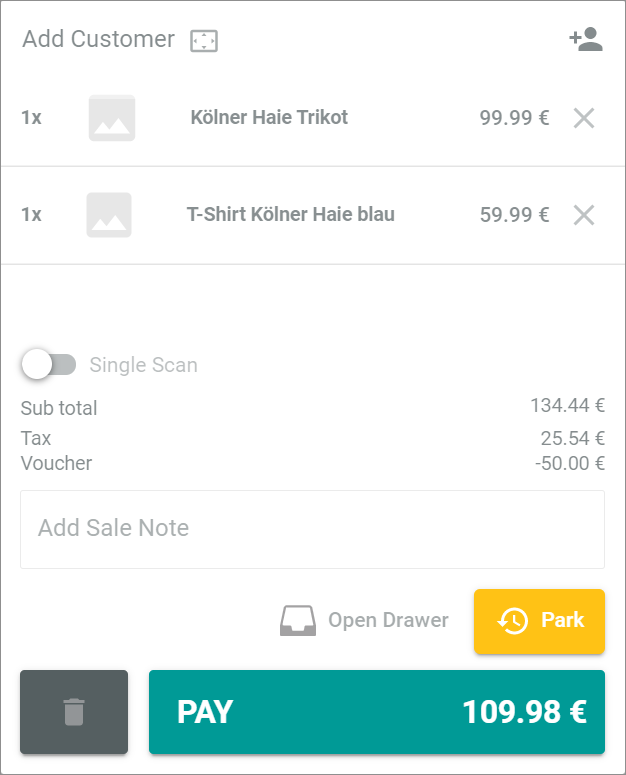 Add Customer
1x Kölner Haie Trikot 99.99 €
1x T-Shirt Kölner Haie blau 59.99 €
Single Scan
Sub total 134.44 €
Tax 25.54 €
Voucher -50.00 €
Add Sale Note
Open Drawer Park
PAY 109.98 €